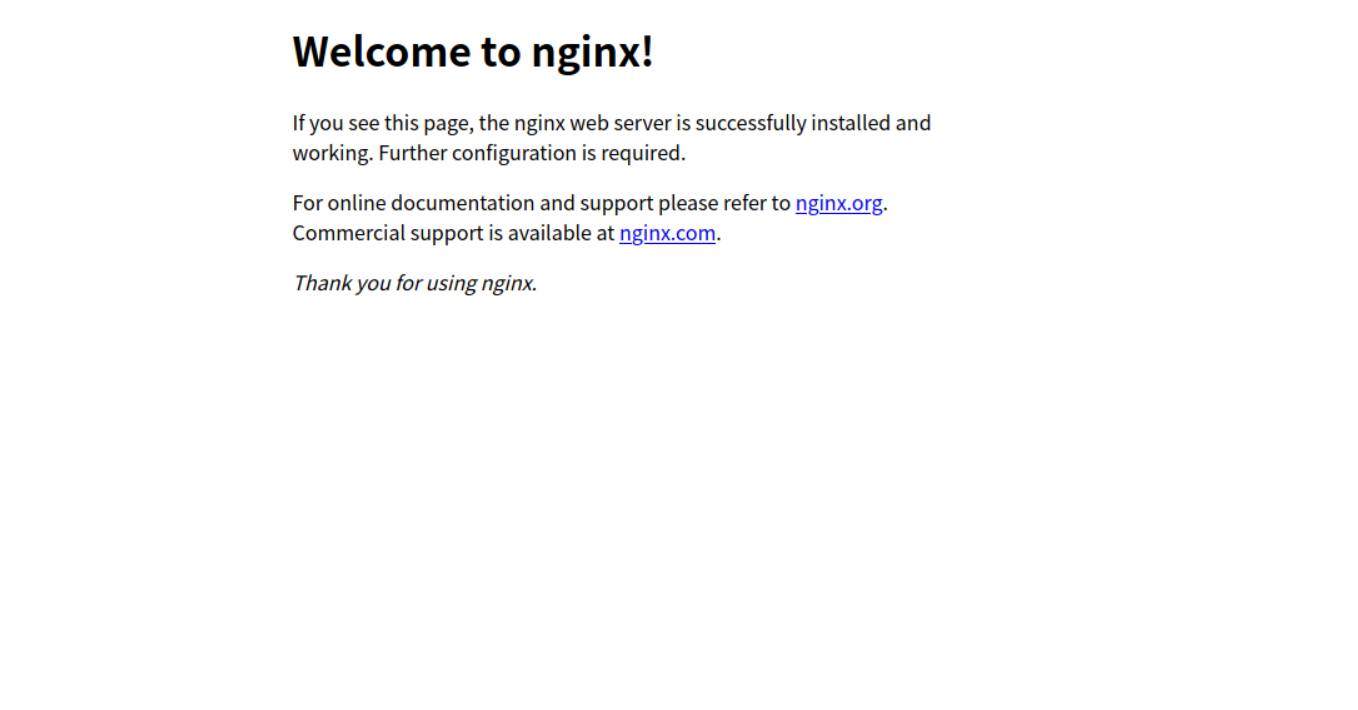 Welcome to nginx!
If you see this page, the nginx web server is successfully installed and
working. Further configuration is required.
For online documentation and support please refer to nginx.org.
Commercial support is available at nginx.com.
Thank you for using nginx.